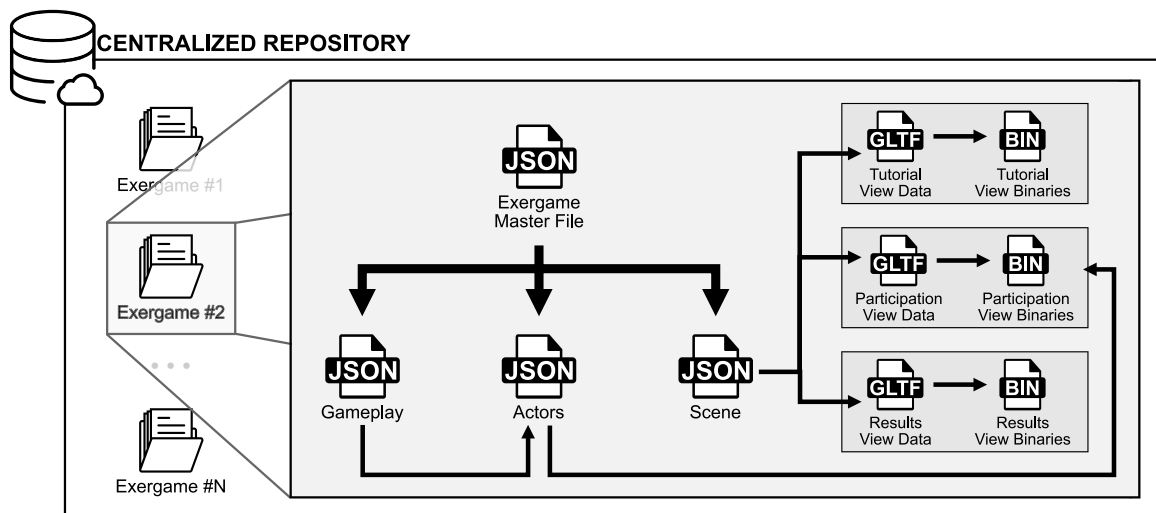 CENTRALIZED REPOSITORY
Exergame #1
Exergame #2
Exergame #N
JSON
Exergame
Master File
JSON
Gameplay
JSON
Actors
JSON
Scene
GLTF
Tutorial
View Data
BIN
Tutorial
View Binaries
GLTF
Participation
View Data
BIN
Participation
View Binaries
GLTF
Results
View Data
BIN
Results
View Binaries